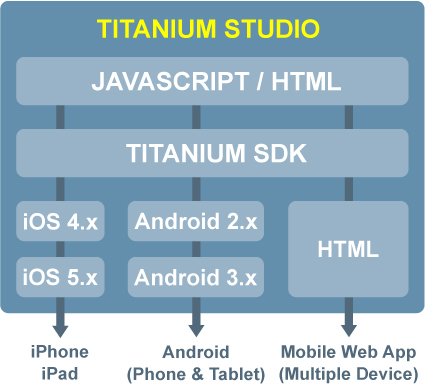 TITANIUM STUDIO
JAVASCRIPT / HTML
TITANIUM SDK
iOS 4.x
Android 2.x
HTML
iOS 5.x
Android 3.x
iPhone
iPad
Android
(Phone & Tablet)
Mobile Web App
(Multiple Device)